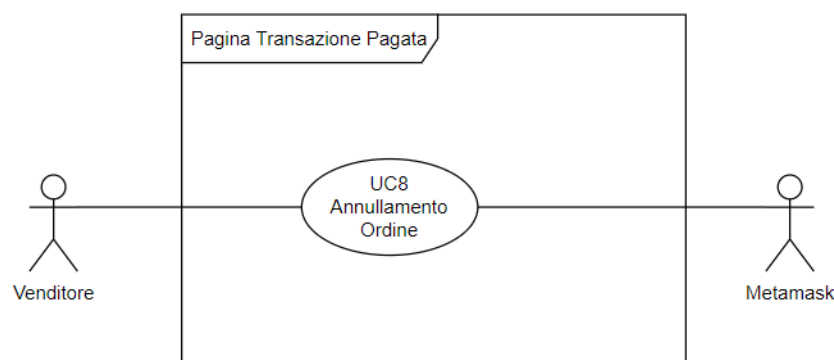 Pagina Transazione Pagata
UC8
Annullamento
Ordine
Venditore
Metamask